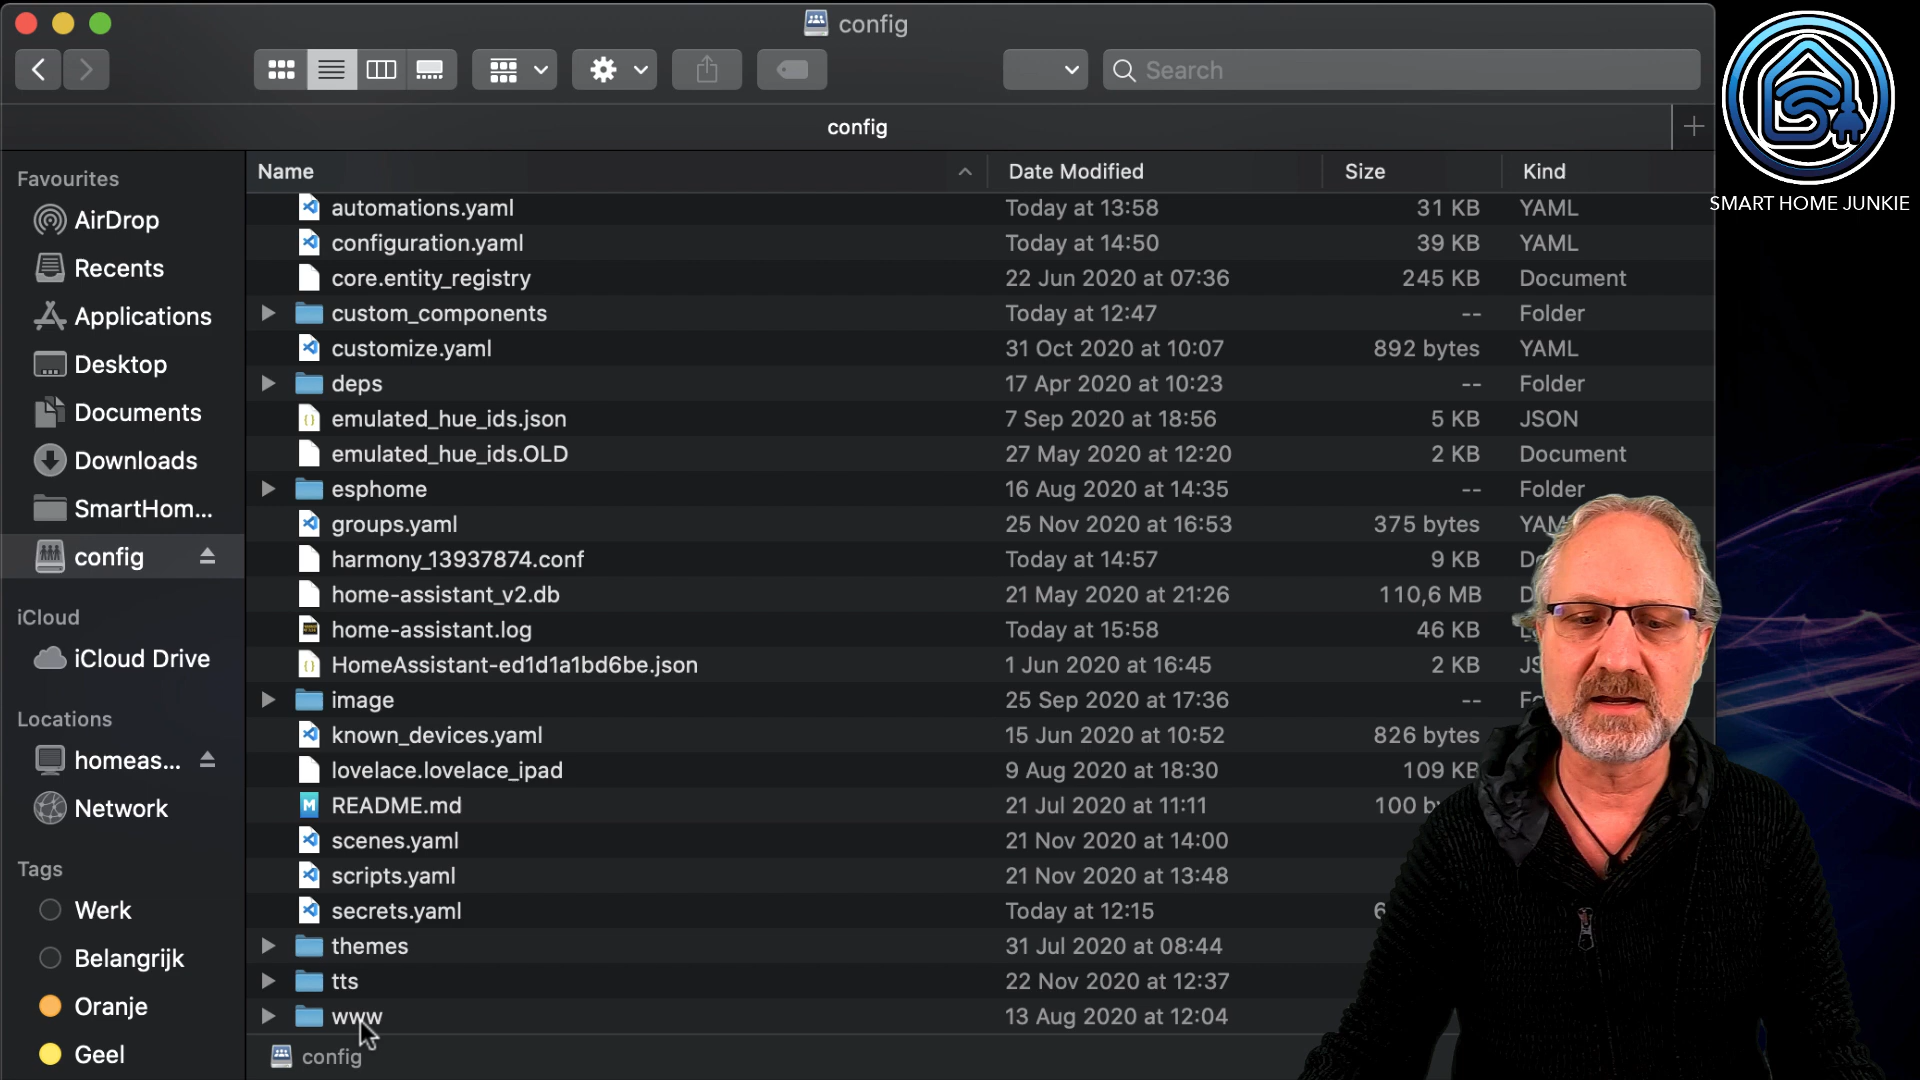 config
Search
config
SMART HOME JUNKIE
Name Date Modified Size Kind
Favourites
AirDrop
Recents
Applications
Desktop
Documents
Downloads
SmartHom...
config
iCloud
iCloud Drive
Locations
homeas...
Network
Tags
Werk
Belangrijk
Oranje
Geel
automations.yaml Today at 13:58 31 KB YAML
configuration.yaml Today at 14:50 39 KB YAML
core.entity_registry 22 Jun 2020 at 07:36 245 KB Document
custom_components Today at 12:47 -- Folder
customize.yaml 31 Oct 2020 at 10:07 892 bytes YAML
deps 17 Apr 2020 at 10:23 -- Folder
emulated_hue_ids.json 7 Sep 2020 at 18:56 5 KB JSON
emulated_hue_ids.OLD 27 May 2020 at 12:20 2 KB Document
esphome 16 Aug 2020 at 14:35 -- Folder
groups.yaml 25 Nov 2020 at 16:53 375 bytes
harmony_13937874.conf Today at 14:57 9 KB
home-assistant_v2.db 21 May 2020 at 21:26 110,6 MB
home-assistant.log Today at 15:58 46 KB
HomeAssistant-ed1d1a1bd6be.json 1 Jun 2020 at 16:45 2 KB
image 25 Sep 2020 at 17:36 --
known_devices.yaml 15 Jun 2020 at 10:52 826 bytes
lovelace.lovelace_ipad 9 Aug 2020 at 18:30 109 KB
README.md 21 Jul 2020 at 11:11 100
scenes.yaml 21 Nov 2020 at 14:00
scripts.yaml 21 Nov 2020 at 13:48
secrets.yaml Today at 12:15
themes 31 Jul 2020 at 08:44
tts 22 Nov 2020 at 12:37
www 13 Aug 2020 at 12:04
config